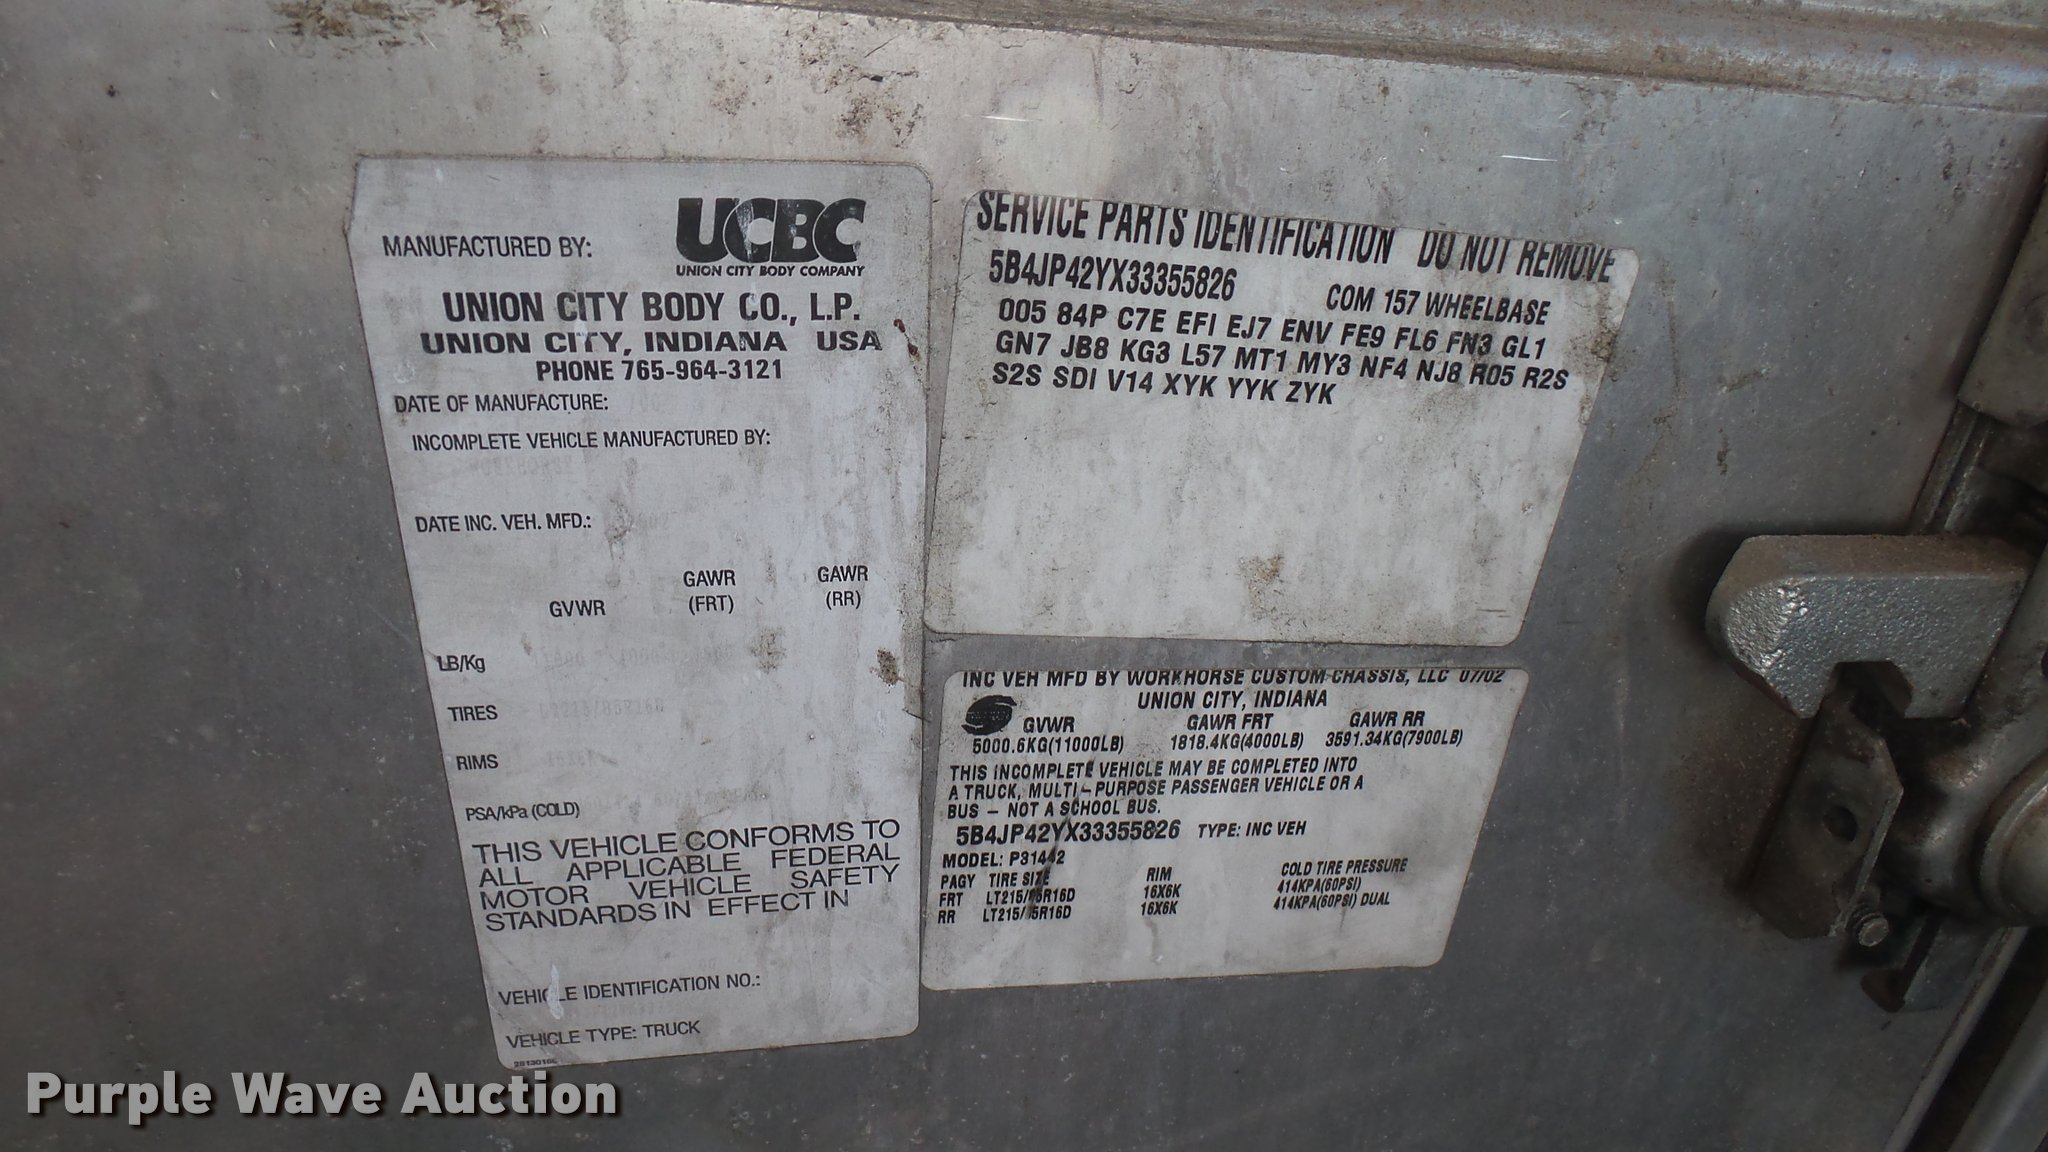 MANUFACTURED BY:
UCBC
UNION CITY BODY COMPANY
UNION CITY BODY CO., L.P.
UNION CITY, INDIANA USA
PHONE 765-964-3121
DATE OF MANUFACTURE:
INCOMPLETE VEHICLE MANUFACTURED BY:
DATE INC. VEH. MFD.:
GVWR GAWR (FRT) GAWR (RR)
LB/Kg
TIRES
RIMS
PSA/kPa (COLD)
THIS VEHICLE CONFORMS TO
ALL APPLICABLE FEDERAL
MOTOR VEHICLE SAFETY
STANDARDS IN EFFECT IN
VEHICLE IDENTIFICATION NO.:
VEHICLE TYPE: TRUCK
SERVICE PARTS IDENTIFICATION DO NOT REMOVE
5B4JP42YX33355826 COM 157 WHEELBASE
005 84P C7E EFI EJ7 ENV FE9 FL6 FN3 GL1
GN7 JB8 KG3 L57 MT1 MY3 NF4 NJ8 R05 R2S
S2S SDI V14 XYK YYK ZYK
INC VEH MFD BY WORKHORSE CUSTOM CHASSIS, LLC 07/02
UNION CITY, INDIANA
GVWR GAWR FRT GAWR RR
5000.6KG(11000LB) 1818.4KG(4000LB) 3591.34KG(7900LB)
THIS INCOMPLETE VEHICLE MAY BE COMPLETED INTO
A TRUCK, MULTI-PURPOSE PASSENGER VEHICLE OR A
BUS - NOT A SCHOOL BUS.
5B4JP42YX33355826 TYPE: INC VEH
MODEL: P31442
PAGY TIRE SIZE RIM COLD TIRE PRESSURE
FRT 16X6K 414KPA(60PSI)
RR 16X6K 414KPA(60PSI) DUAL
Purple Wave Auction